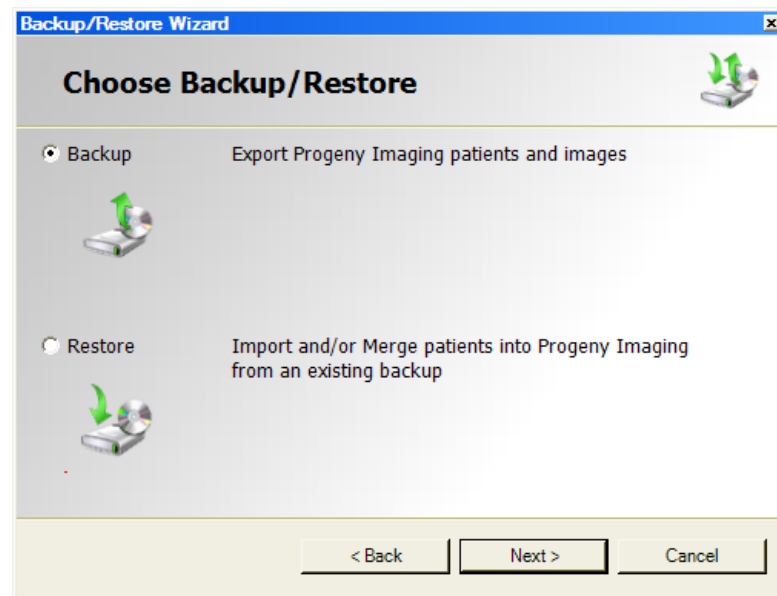 Backup/Restore Wizard
Choose Backup/Restore
Backup
Export Progeny Imaging patients and images
Restore
Import and/or Merge patients into Progeny Imaging
from an existing backup
< Back
Next >
Cancel